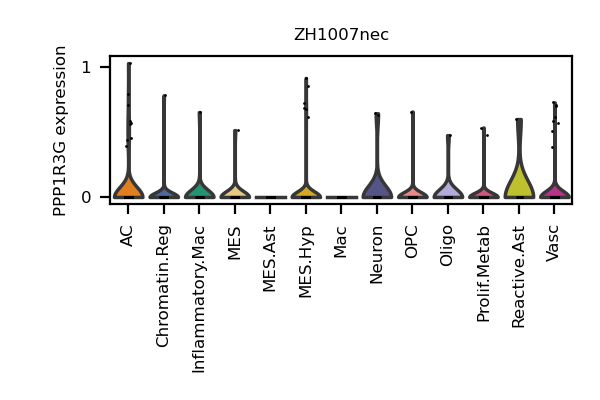 ZH1007nec
PPP1R3G expression
1
0
AC
Chromatin.Reg
Inflammatory.Mac
MES
MES.Ast
MES.Hyp
Mac
Neuron
OPC
Oligo
Prolif.Metab
Reactive.Ast
Vasc